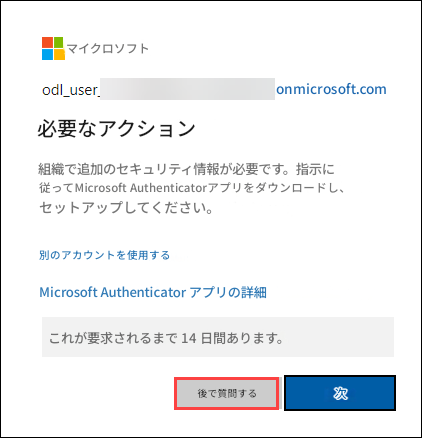 マイクロソフト
odl_user_ onmicrosoft.com
必要なアクション
組織で追加のセキュリティ情報が必要です。指示に
従ってMicrosoft Authenticatorアプリをダウンロードし、
セットアップしてください。
別のアカウントを使用する
Microsoft Authenticator アプリの詳細
これが要求されるまで 14 日間あります。
後で質問する
次